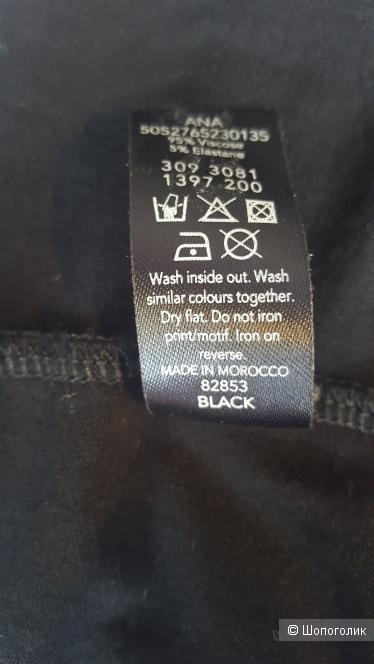 ANA
5052765230135
95% Viscose
5% Elastane
309 3081
1397 200
Wash inside out. Wash
similar colours together.
Dry flat. Do not iron
print/motif. Iron on
reverse.
MADE IN MOROCCO
82853
BLACK
© Шопоголик